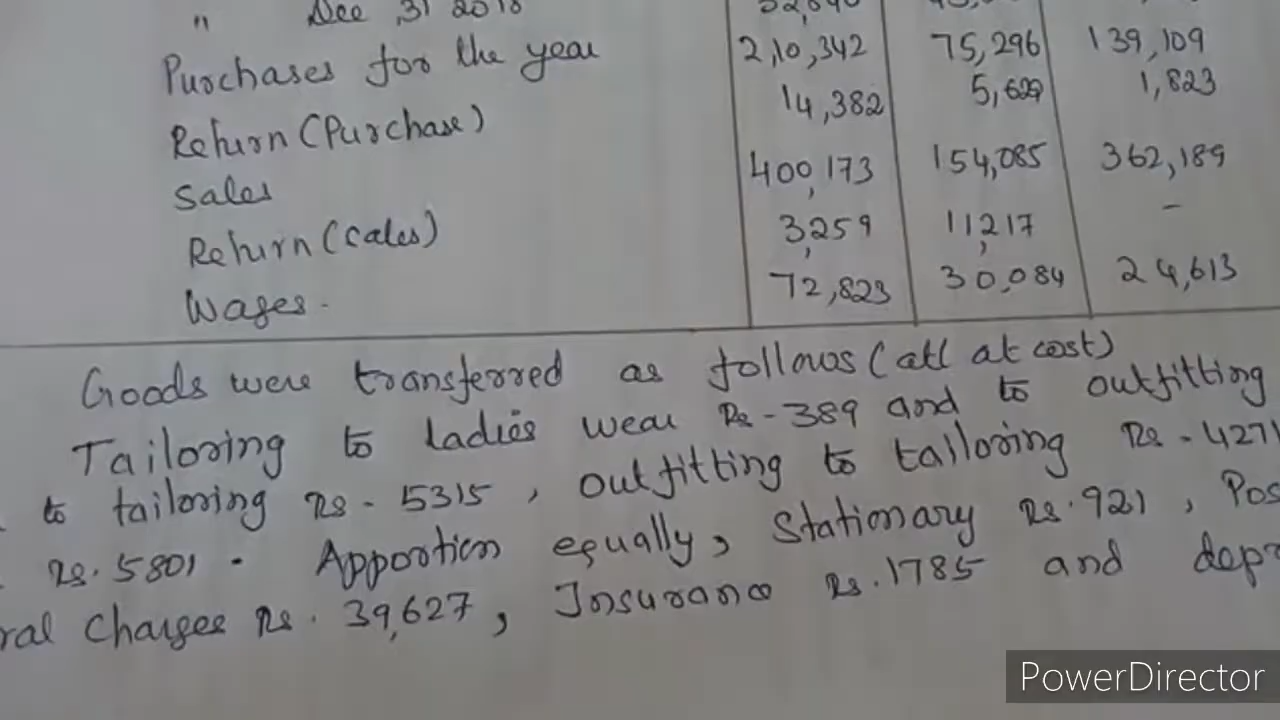 " Dec, 31 2018
Purchases for the year 2,10,342 75,296 139,109
Return (Purchase) 14,382 5,629 1,823
Sales 400,173 154,085 362,189
Return (Sales) 3,259 11,217 -
Wages. 72,823 30,084 24,613
Goods were transferred as follows (all at cost)
Tailoring to Ladies wear Rs - 389 and to outfitting
to tailoring Rs - 5315, outfitting to tailoring Rs - 4271
Rs. 5801. Apportion equally, Stationary Rs. 921, Pos
ral Charges Rs. 39,627, Insurance Rs. 1785 and dep
PowerDirector